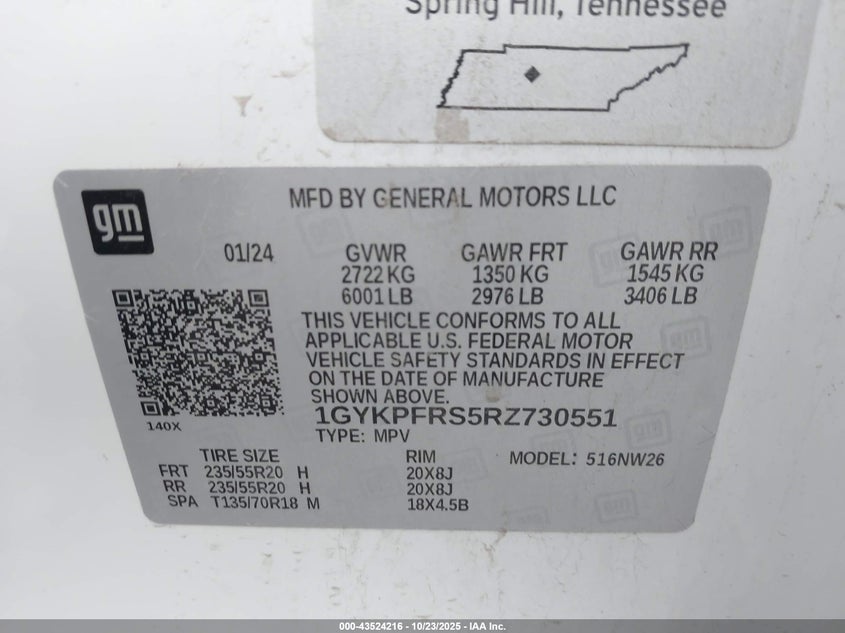 Spring Hill, Tennessee
gm
MFD BY GENERAL MOTORS LLC
01/24 GVWR GAWR FRT GAWR RR
2722 KG 1350 KG 1545 KG
6001 LB 2976 LB 3406 LB
THIS VEHICLE CONFORMS TO ALL
APPLICABLE U.S. FEDERAL MOTOR
VEHICLE SAFETY STANDARDS IN EFFECT
ON THE DATE OF MANUFACTURE
SHOWN ABOVE.
1GYKPFRS5RZ730551
140X
TYPE: MPV
TIRE SIZE RIM MODEL: 516NW26
FRT 235/55R20 H 20X8J
RR 235/55R20 H 20X8J
SPA T135/70R18 M 18X4.5B
000-43524216 - 10/23/2025 - IAA Inc.